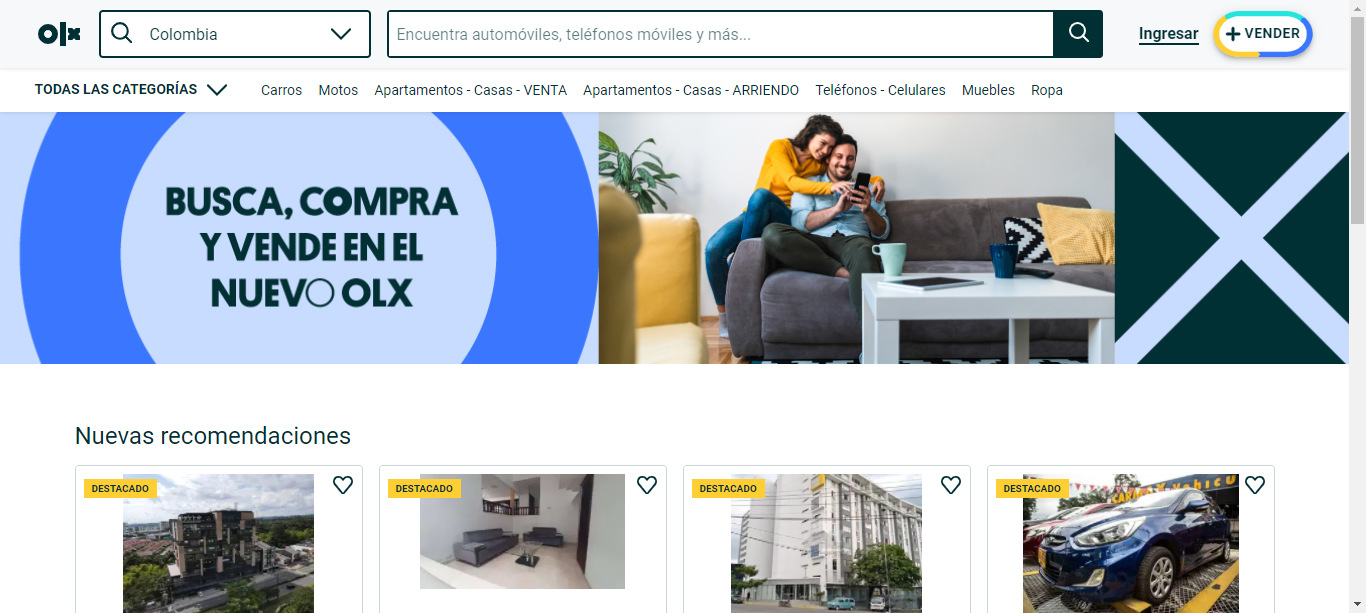 olx
Colombia
Encuentra automóviles, teléfonos móviles y más...
Ingresar
VENDER
TODAS LAS CATEGORÍAS
Carros
Motos
Apartamentos - Casas - VENTA
Apartamentos - Casas - ARRIENDO
Teléfonos - Celulares
Muebles
Ropa
BUSCA, COMPRA
Y VENDE EN EL
NUEVO OLX
Nuevas recomendaciones
DESTACADO
DESTACADO
DESTACADO
DESTACADO